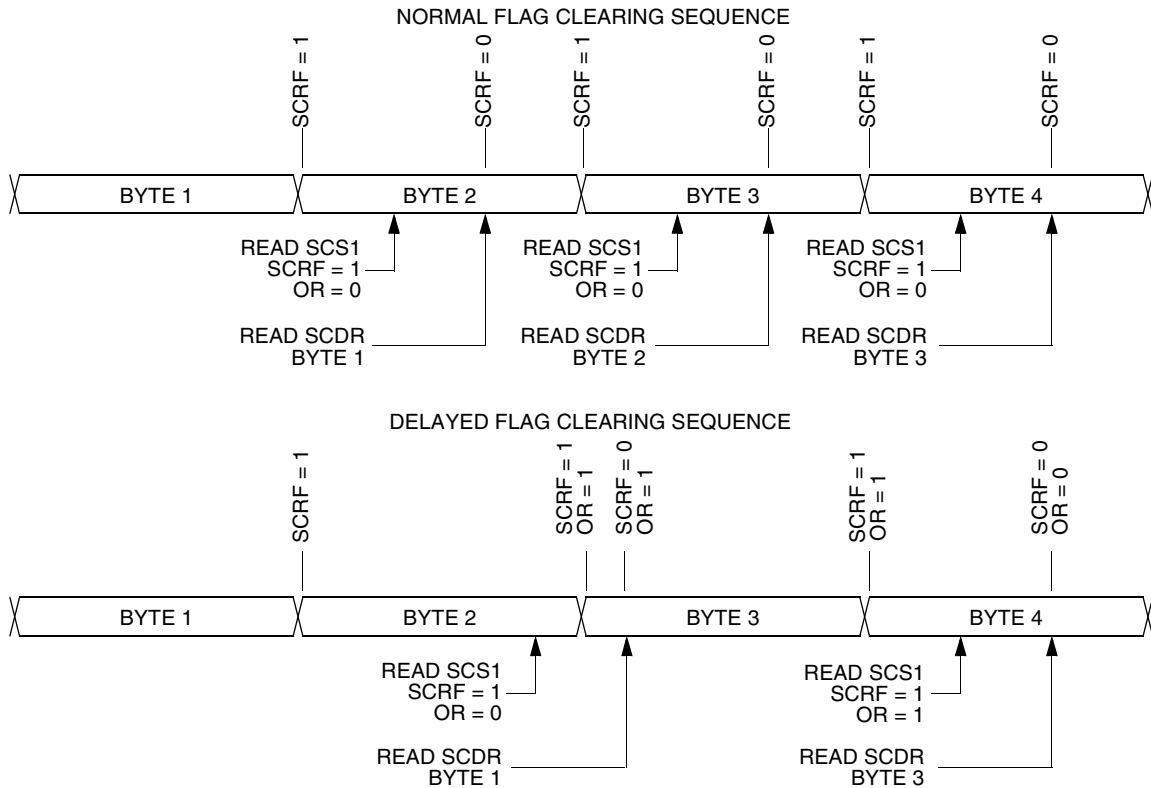 NORMAL FLAG CLEARING SEQUENCE
SCRF = 1
SCRF = 0
SCRF = 1
SCRF = 0
SCRF = 1
SCRF = 0
BYTE 1
BYTE 2
BYTE 3
BYTE 4
READ SCS1
SCRF = 1
OR = 0
READ SCS1
SCRF = 1
OR = 0
READ SCS1
SCRF = 1
OR = 0
READ SCDR
BYTE 1
READ SCDR
BYTE 2
READ SCDR
BYTE 3
DELAYED FLAG CLEARING SEQUENCE
SCRF = 1
SCRF = 1
OR = 1
SCRF = 0
OR = 1
SCRF = 1
OR = 1
SCRF = 0
OR = 0
BYTE 1
BYTE 2
BYTE 3
BYTE 4
READ SCS1
SCRF = 1
OR = 0
READ SCS1
SCRF = 1
OR = 1
READ SCDR
BYTE 1
READ SCDR
BYTE 3